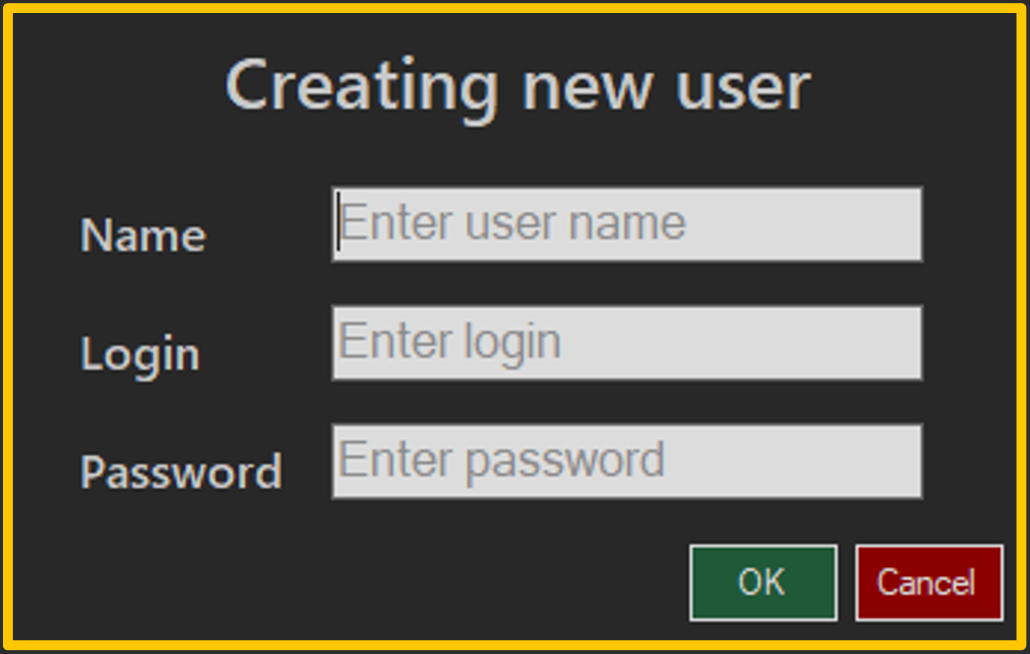 Creating new user
Name
Enter user name
Login
Enter login
Password
Enter password
OK
Cancel